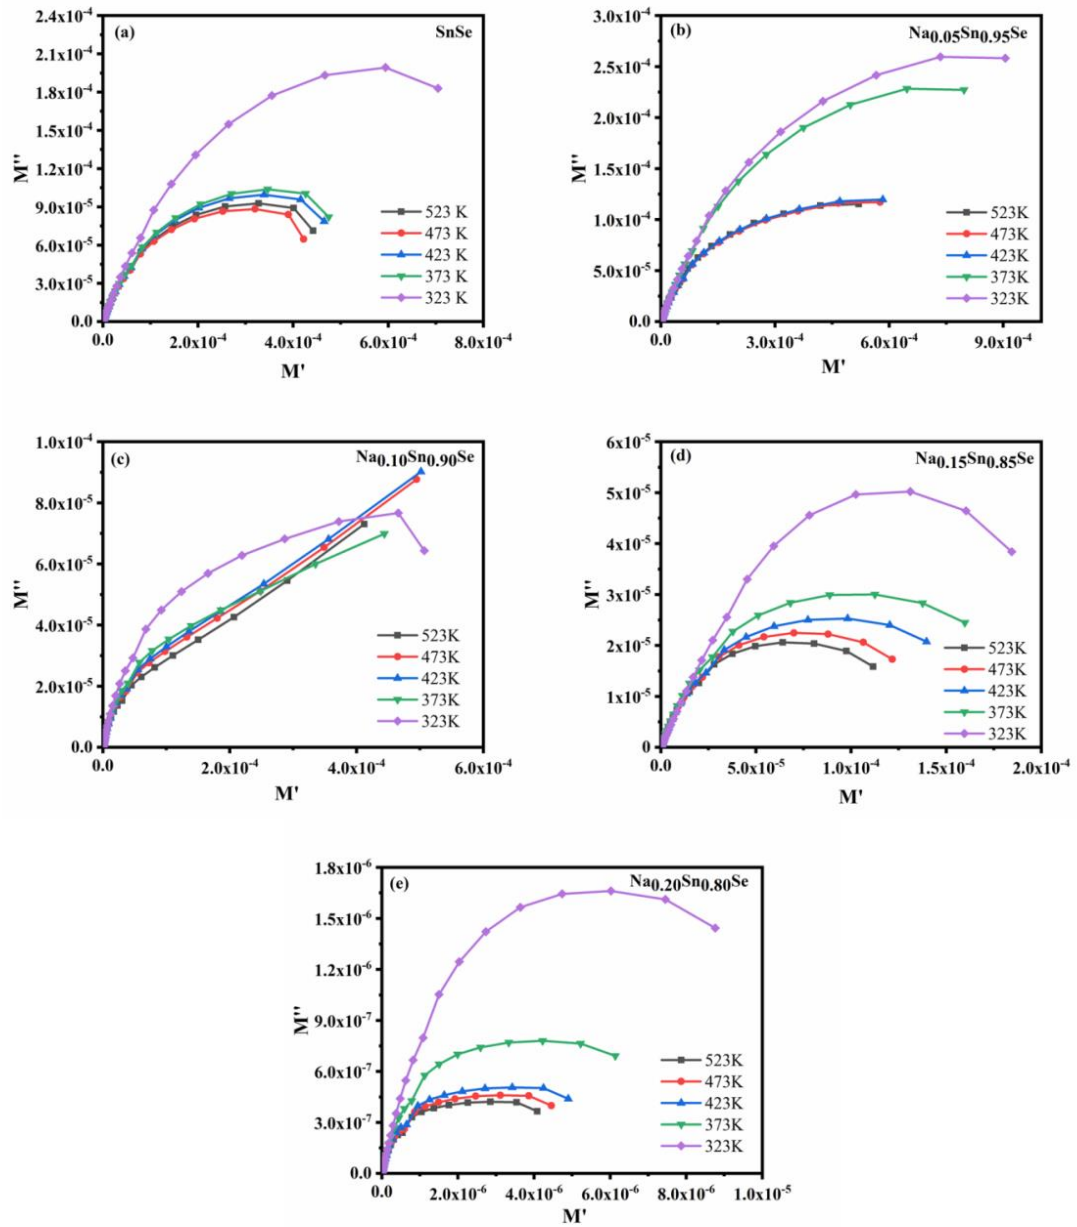 (a) SnSe
M''
2.4x10⁻⁴
2.1x10⁻⁴
1.8x10⁻⁴
1.5x10⁻⁴
1.2x10⁻⁴
9.0x10⁻⁵
6.0x10⁻⁵
3.0x10⁻⁵
0.0
523 K
473 K
423 K
373 K
323 K
0.0 2.0x10⁻⁴ 4.0x10⁻⁴ 6.0x10⁻⁴ 8.0x10⁻⁴
M'
(b) Na0.05Sn0.95Se
M''
3.0x10⁻⁴
2.5x10⁻⁴
2.0x10⁻⁴
1.5x10⁻⁴
1.0x10⁻⁴
5.0x10⁻⁵
0.0
523K
473K
423K
373K
323K
0.0 3.0x10⁻⁴ 6.0x10⁻⁴ 9.0x10⁻⁴
M'
(c) Na0.10Sn0.90Se
M''
1.0x10⁻⁴
8.0x10⁻⁵
6.0x10⁻⁵
4.0x10⁻⁵
2.0x10⁻⁵
0.0
523K
473K
423K
373K
323K
0.0 2.0x10⁻⁴ 4.0x10⁻⁴ 6.0x10⁻⁴
M'
(d) Na0.15Sn0.85Se
M''
6x10⁻⁵
5x10⁻⁵
4x10⁻⁵
3x10⁻⁵
2x10⁻⁵
1x10⁻⁵
0
523K
473K
423K
373K
323K
0.0 5.0x10⁻⁵ 1.0x10⁻⁴ 1.5x10⁻⁴ 2.0x10⁻⁴
M'
(e) Na0.20Sn0.80Se
M''
1.8x10⁻⁶
1.5x10⁻⁶
1.2x10⁻⁶
9.0x10⁻⁷
6.0x10⁻⁷
3.0x10⁻⁷
0.0
523K
473K
423K
373K
323K
0.0 2.0x10⁻⁶ 4.0x10⁻⁶ 6.0x10⁻⁶ 8.0x10⁻⁶ 1.0x10⁻⁵
M'